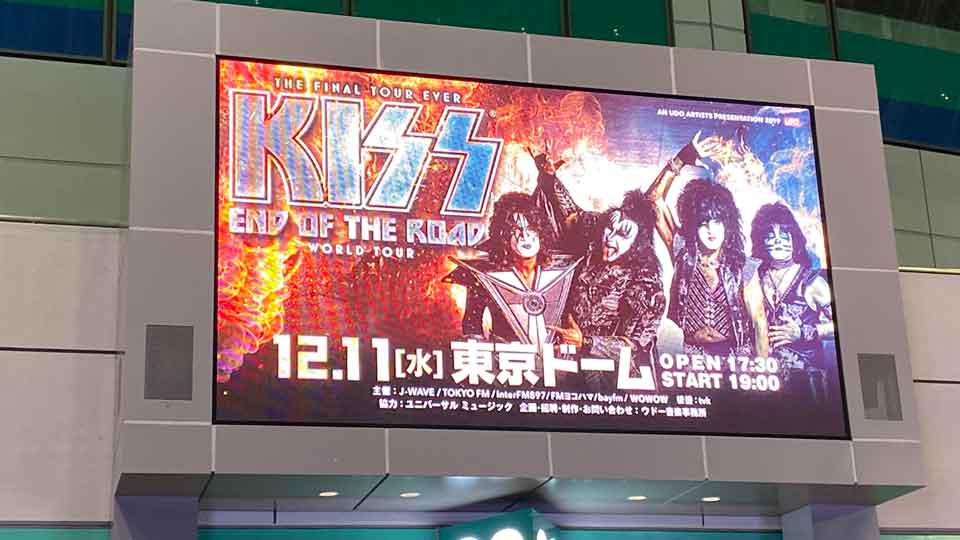 THE FINAL TOUR EVER
KISS®
END OF THE ROAD
WORLD TOUR
AN UDO ARTISTS PRESENTATION 2019
12.11[水] 東京ドーム
OPEN 17:30
START 19:00
主催：J-WAVE / TOKYO FM / InterFM897 / FMヨコハマ / bayfm / WOWOW 後援：tvk
協力：ユニバーサル ミュージック 企画・招聘・制作・お問い合わせ：ウドー音楽事務所